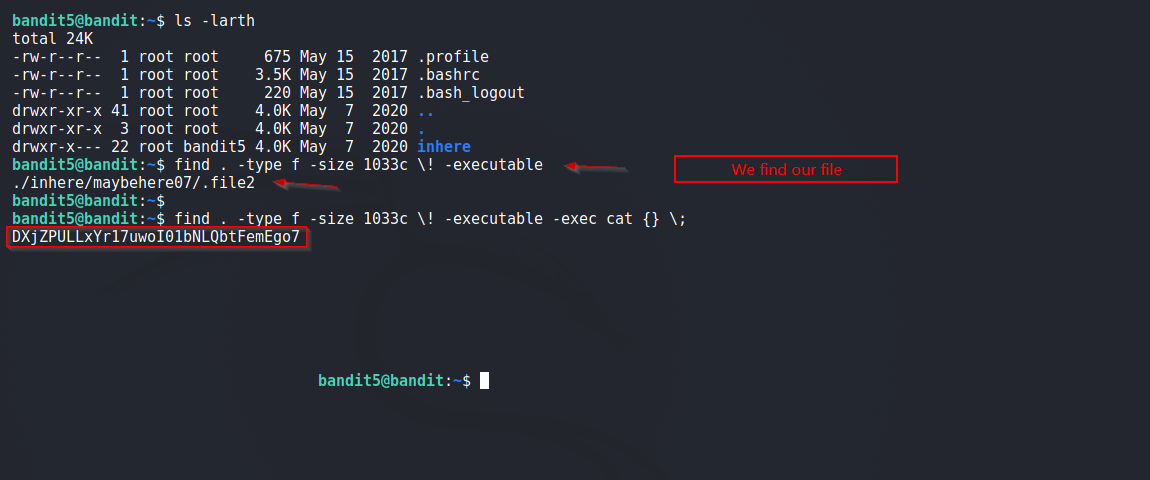 bandit5@bandit:~$ ls -larth
total 24K
-rw-r--r--  1 root root     675 May 15  2017 .profile
-rw-r--r--  1 root root    3.5K May 15  2017 .bashrc
-rw-r--r--  1 root root     220 May 15  2017 .bash_logout
drwxr-xr-x 41 root root    4.0K May  7  2020 ..
drwxr-xr-x  3 root root    4.0K May  7  2020 .
drwxr-x--- 22 root bandit5 4.0K May  7  2020 inhere
bandit5@bandit:~$ find . -type f -size 1033c \! -executable
We find our file
./inhere/maybehere07/.file2
bandit5@bandit:~$
bandit5@bandit:~$ find . -type f -size 1033c \! -executable -exec cat {} \;
DXjZPULLxYr17uwoI01bNLQbtFemEgo7
bandit5@bandit:~$